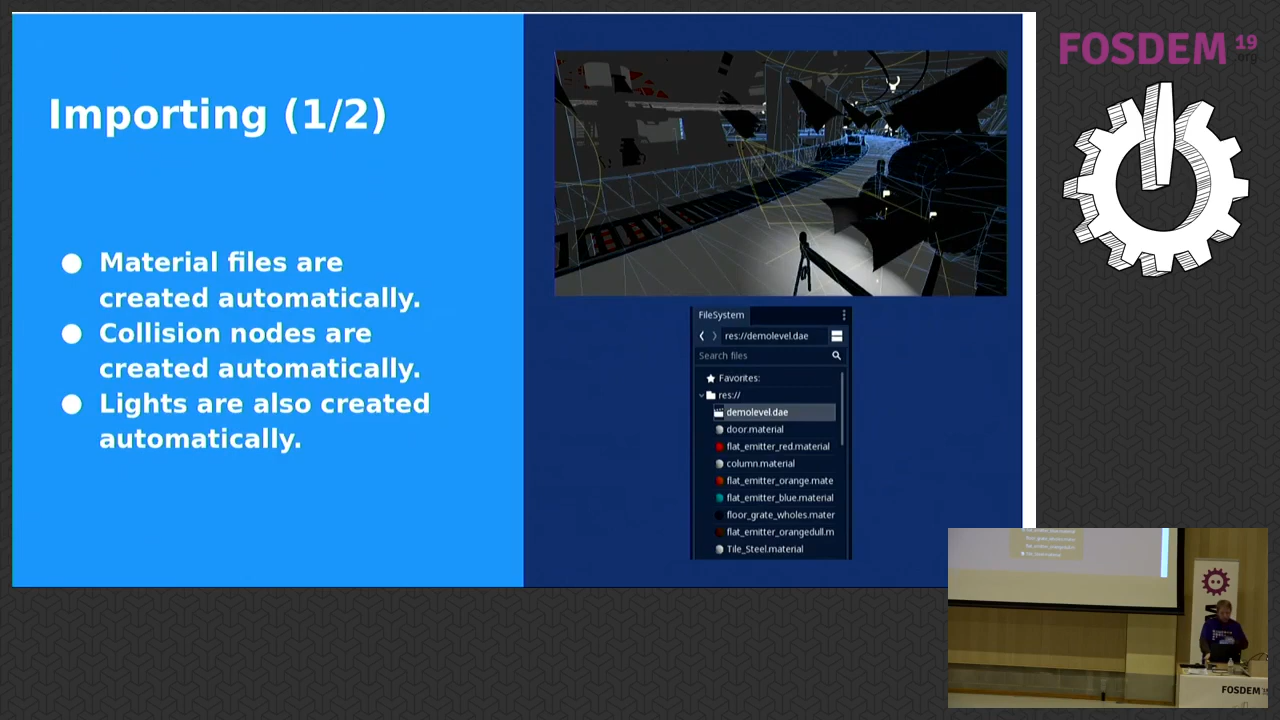 Importing (1/2)
● Material files are
created automatically.
● Collision nodes are
created automatically.
● Lights are also created
automatically.
FileSystem
res://demolevel.dae
Search files
Favorites:
res://
demolevel.dae
door.material
flat_emitter_red.material
column.material
flat_emitter_orange.mate
flat_emitter_blue.material
floor_grate_wholes.mater
flat_emitter_orangedull.m
Tile_Steel.material
FOSDEM 19
.org
FOSDEM